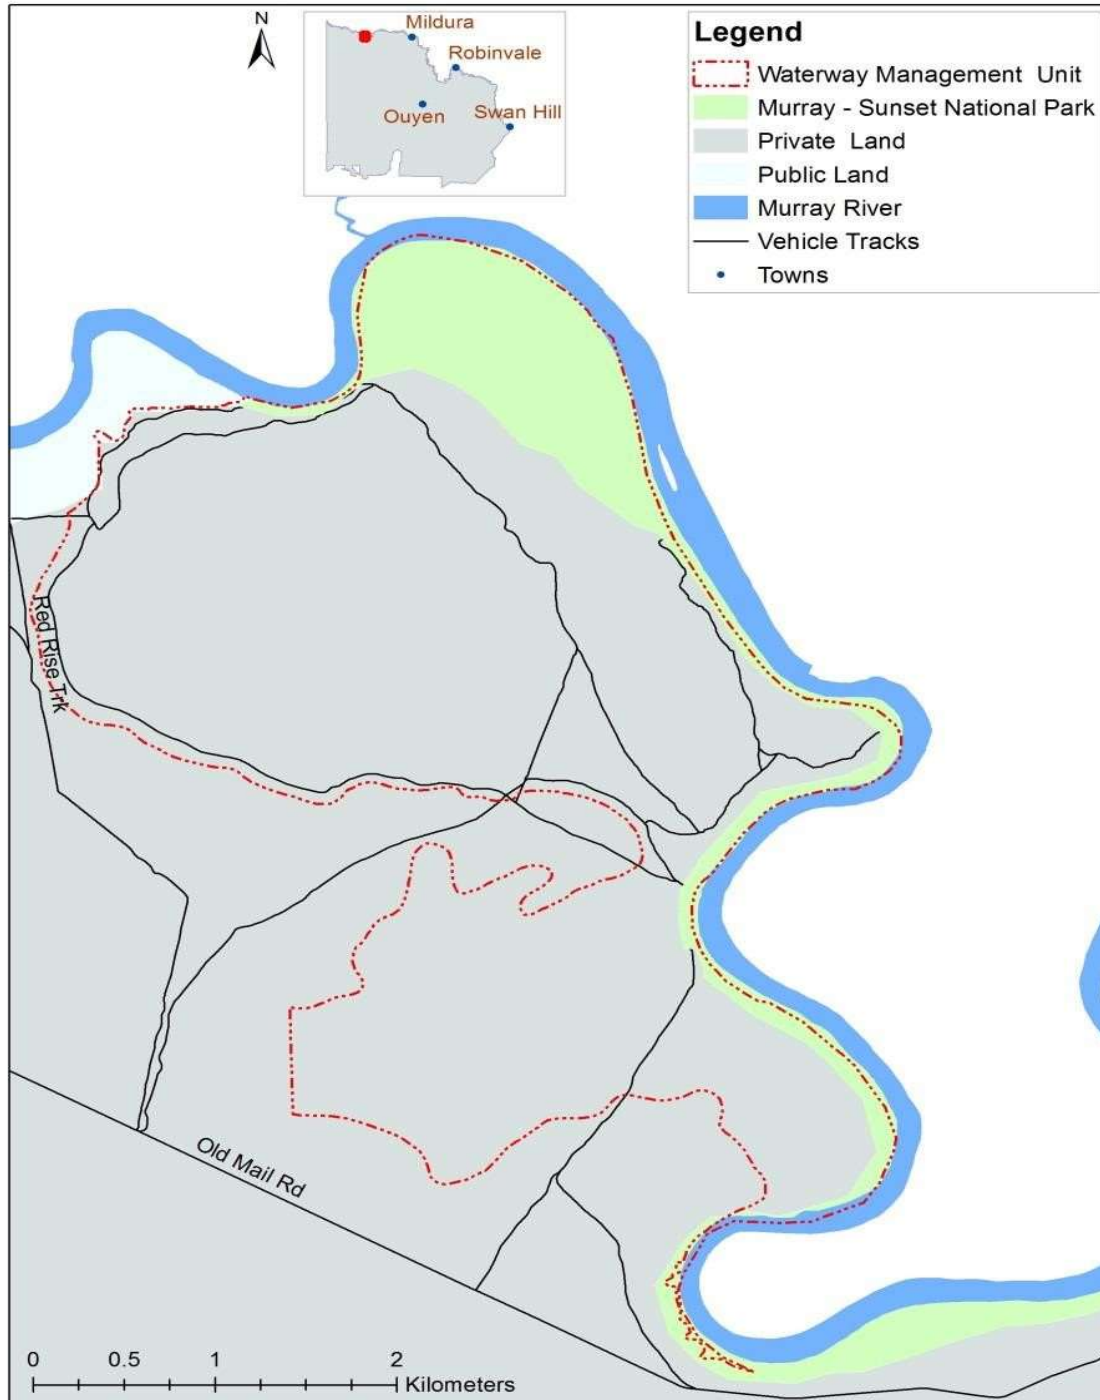 N
Mildura
Robinvale
Ouyen
Swan Hill
Legend
Waterway Management Unit
Murray - Sunset National Park
Private Land
Public Land
Murray River
Vehicle Tracks
Towns
Red Rise Trk
Old Mail Rd
0 0.5 1 2
Kilometers